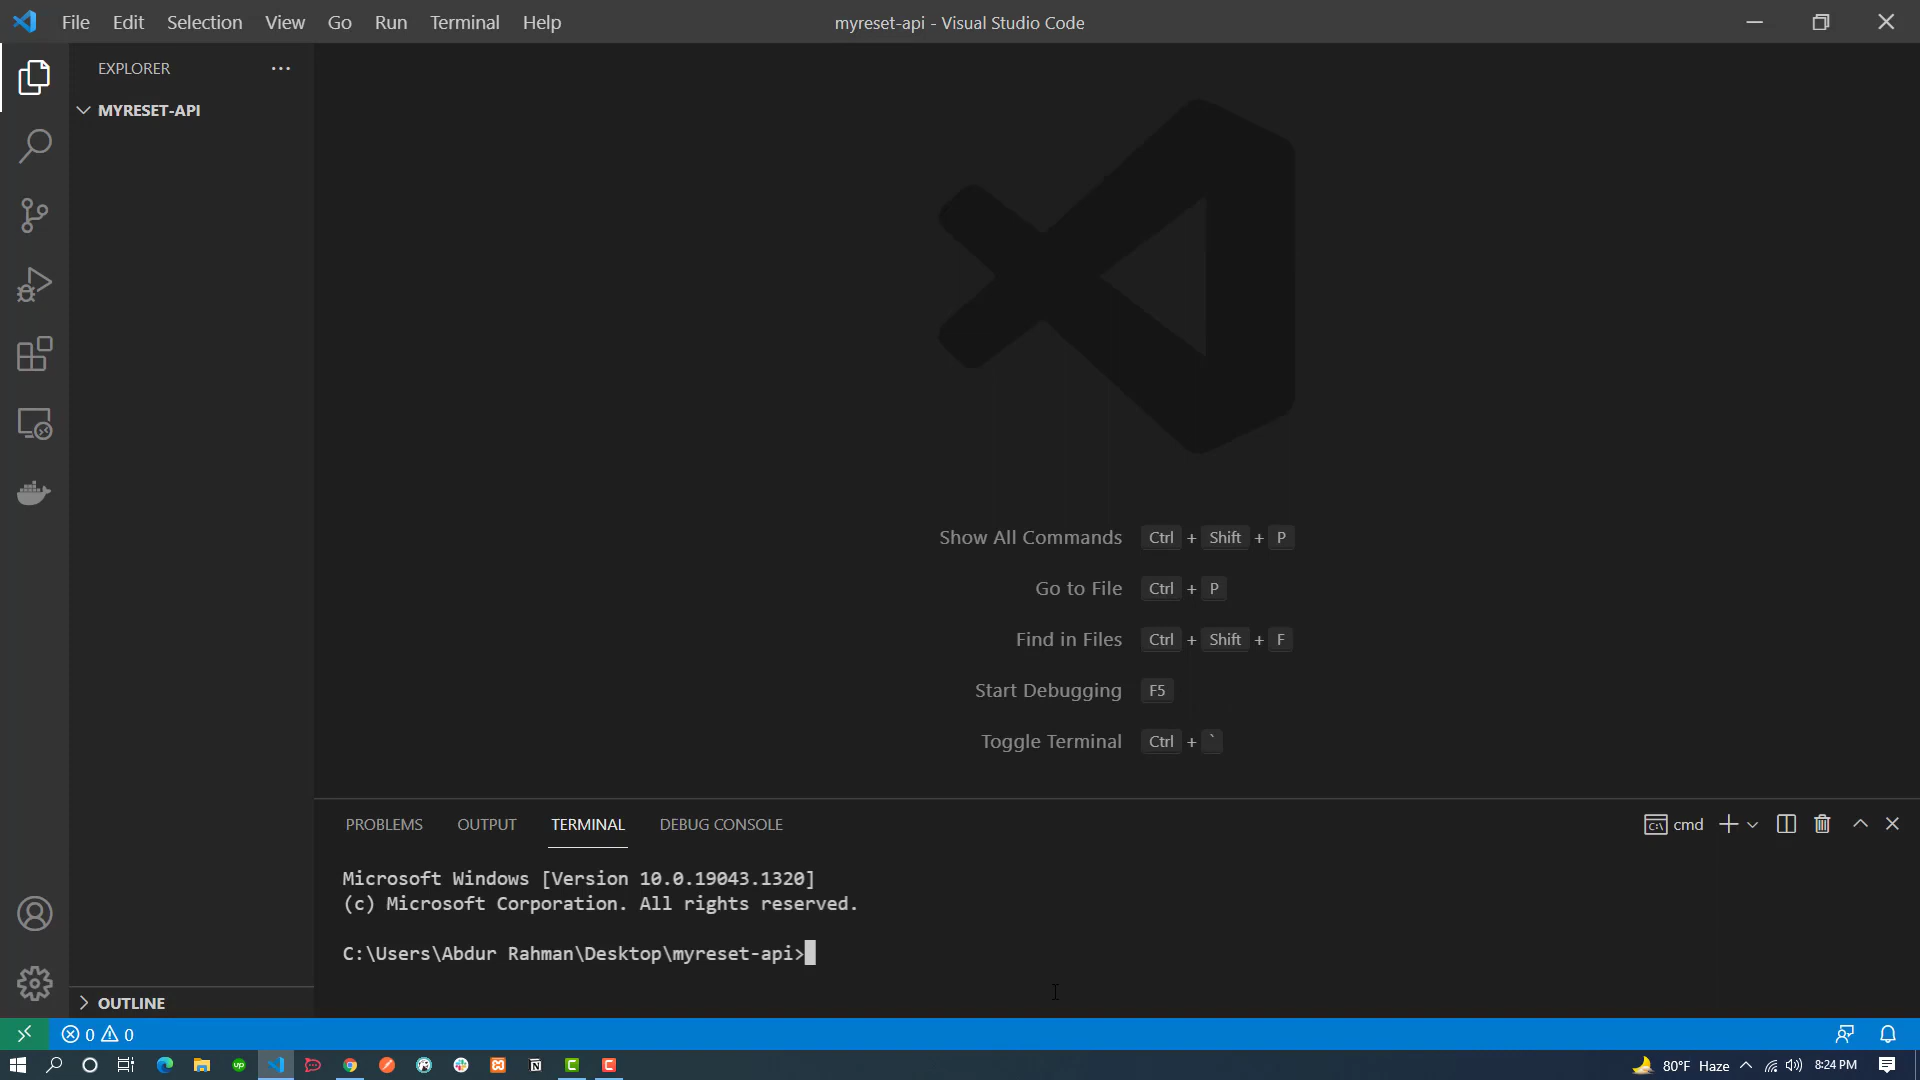 File Edit Selection View Go Run Terminal Help
myreset-api - Visual Studio Code
EXPLORER
MYRESET-API
Show All Commands Ctrl + Shift + P
Go to File Ctrl + P
Find in Files Ctrl + Shift + F
Start Debugging F5
Toggle Terminal Ctrl + `
PROBLEMS OUTPUT TERMINAL DEBUG CONSOLE
cmd
Microsoft Windows [Version 10.0.19043.1320]
(c) Microsoft Corporation. All rights reserved.
C:\Users\Abdur Rahman\Desktop\myreset-api>
OUTLINE
0 0
80°F Haze 8:24 PM